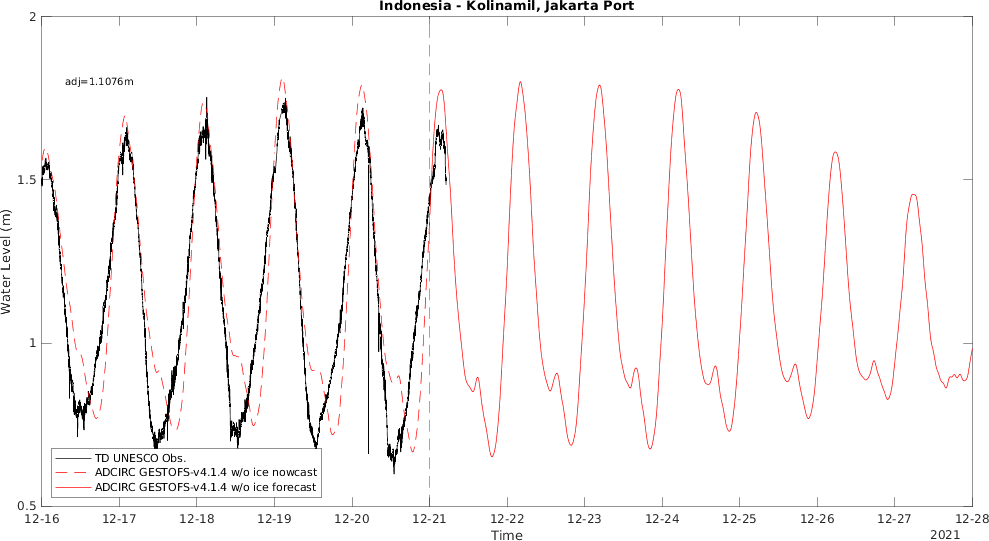 Indonesia - Kolinamil, Jakarta Port
2
adj=1.1076m
1.5
Water Level (m)
1
TD UNESCO Obs.
ADCIRC GESTOFS-v4.1.4 w/o ice nowcast
ADCIRC GESTOFS-v4.1.4 w/o ice forecast
0.5
12-16 12-17 12-18 12-19 12-20 12-21 12-22 12-23 12-24 12-25 12-26 12-27 12-28
Time
2021